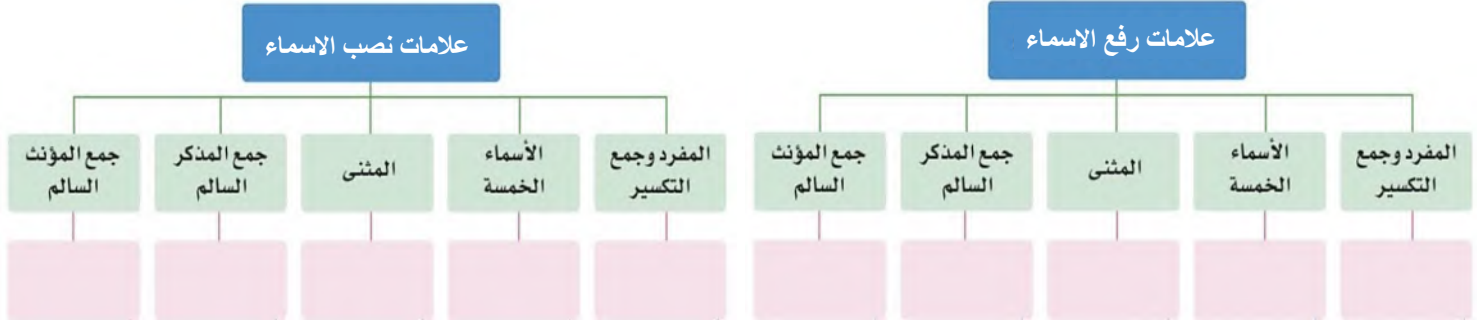 علامات رفع الاسماء
المفرد وجمع
التكسير
الأسماء
الخمسة
المثنى
جمع المذكر
السالم
جمع المؤنث
السالم
علامات نصب الاسماء
المفرد وجمع
التكسير
الأسماء
الخمسة
المثنى
جمع المذكر
السالم
جمع المؤنث
السالم